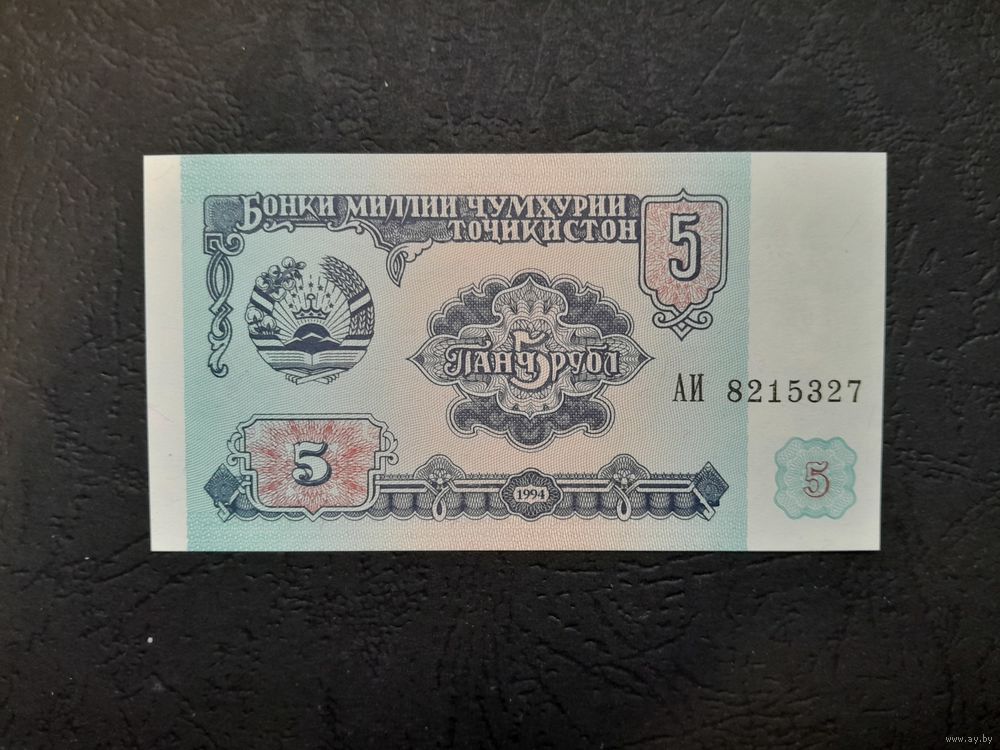 Бонки миллии Ҷумҳурии
Тоҷикистон
5
5
ПАНҶ РУБЛ
АИ 8215327
5
1994
5
www.ay.by